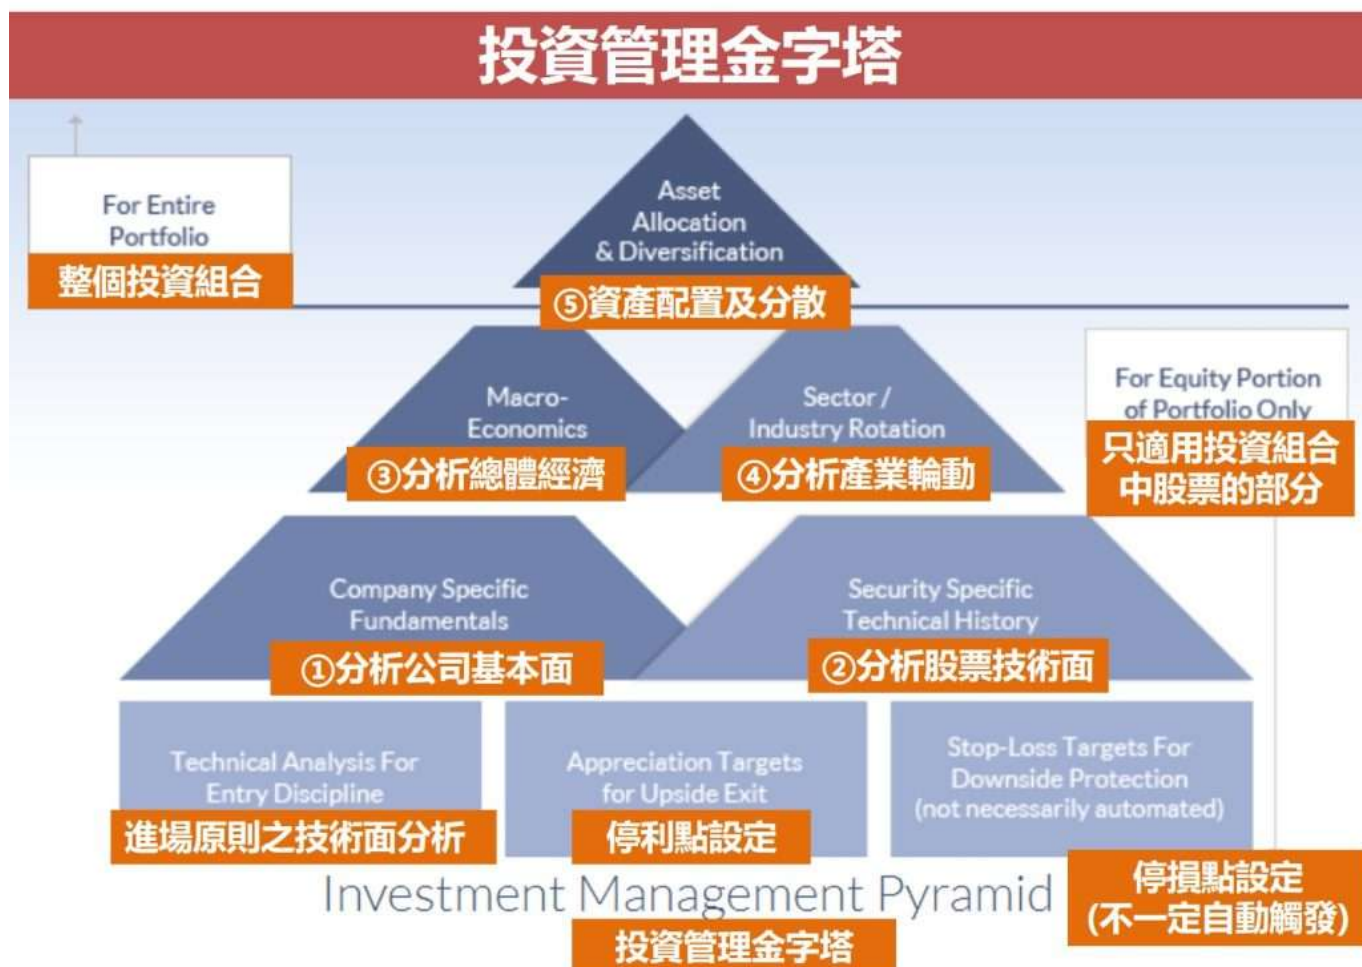 投資管理金字塔
For Entire
Portfolio
整個投資組合
Asset
Allocation
& Diversification
⑤資產配置及分散
Macro-
Economics
③分析總體經濟
Sector /
Industry Rotation
④分析產業輪動
For Equity Portion
of Portfolio Only
只適用投資組合
中股票的部分
Company Specific
Fundamentals
①分析公司基本面
Security Specific
Technical History
②分析股票技術面
Technical Analysis For
Entry Discipline
進場原則之技術面分析
Appreciation Targets
for Upside Exit
停利點設定
Stop-Loss Targets For
Downside Protection
(not necessarily automated)
停損點設定
(不一定自動觸發)
Investment Management Pyramid
投資管理金字塔